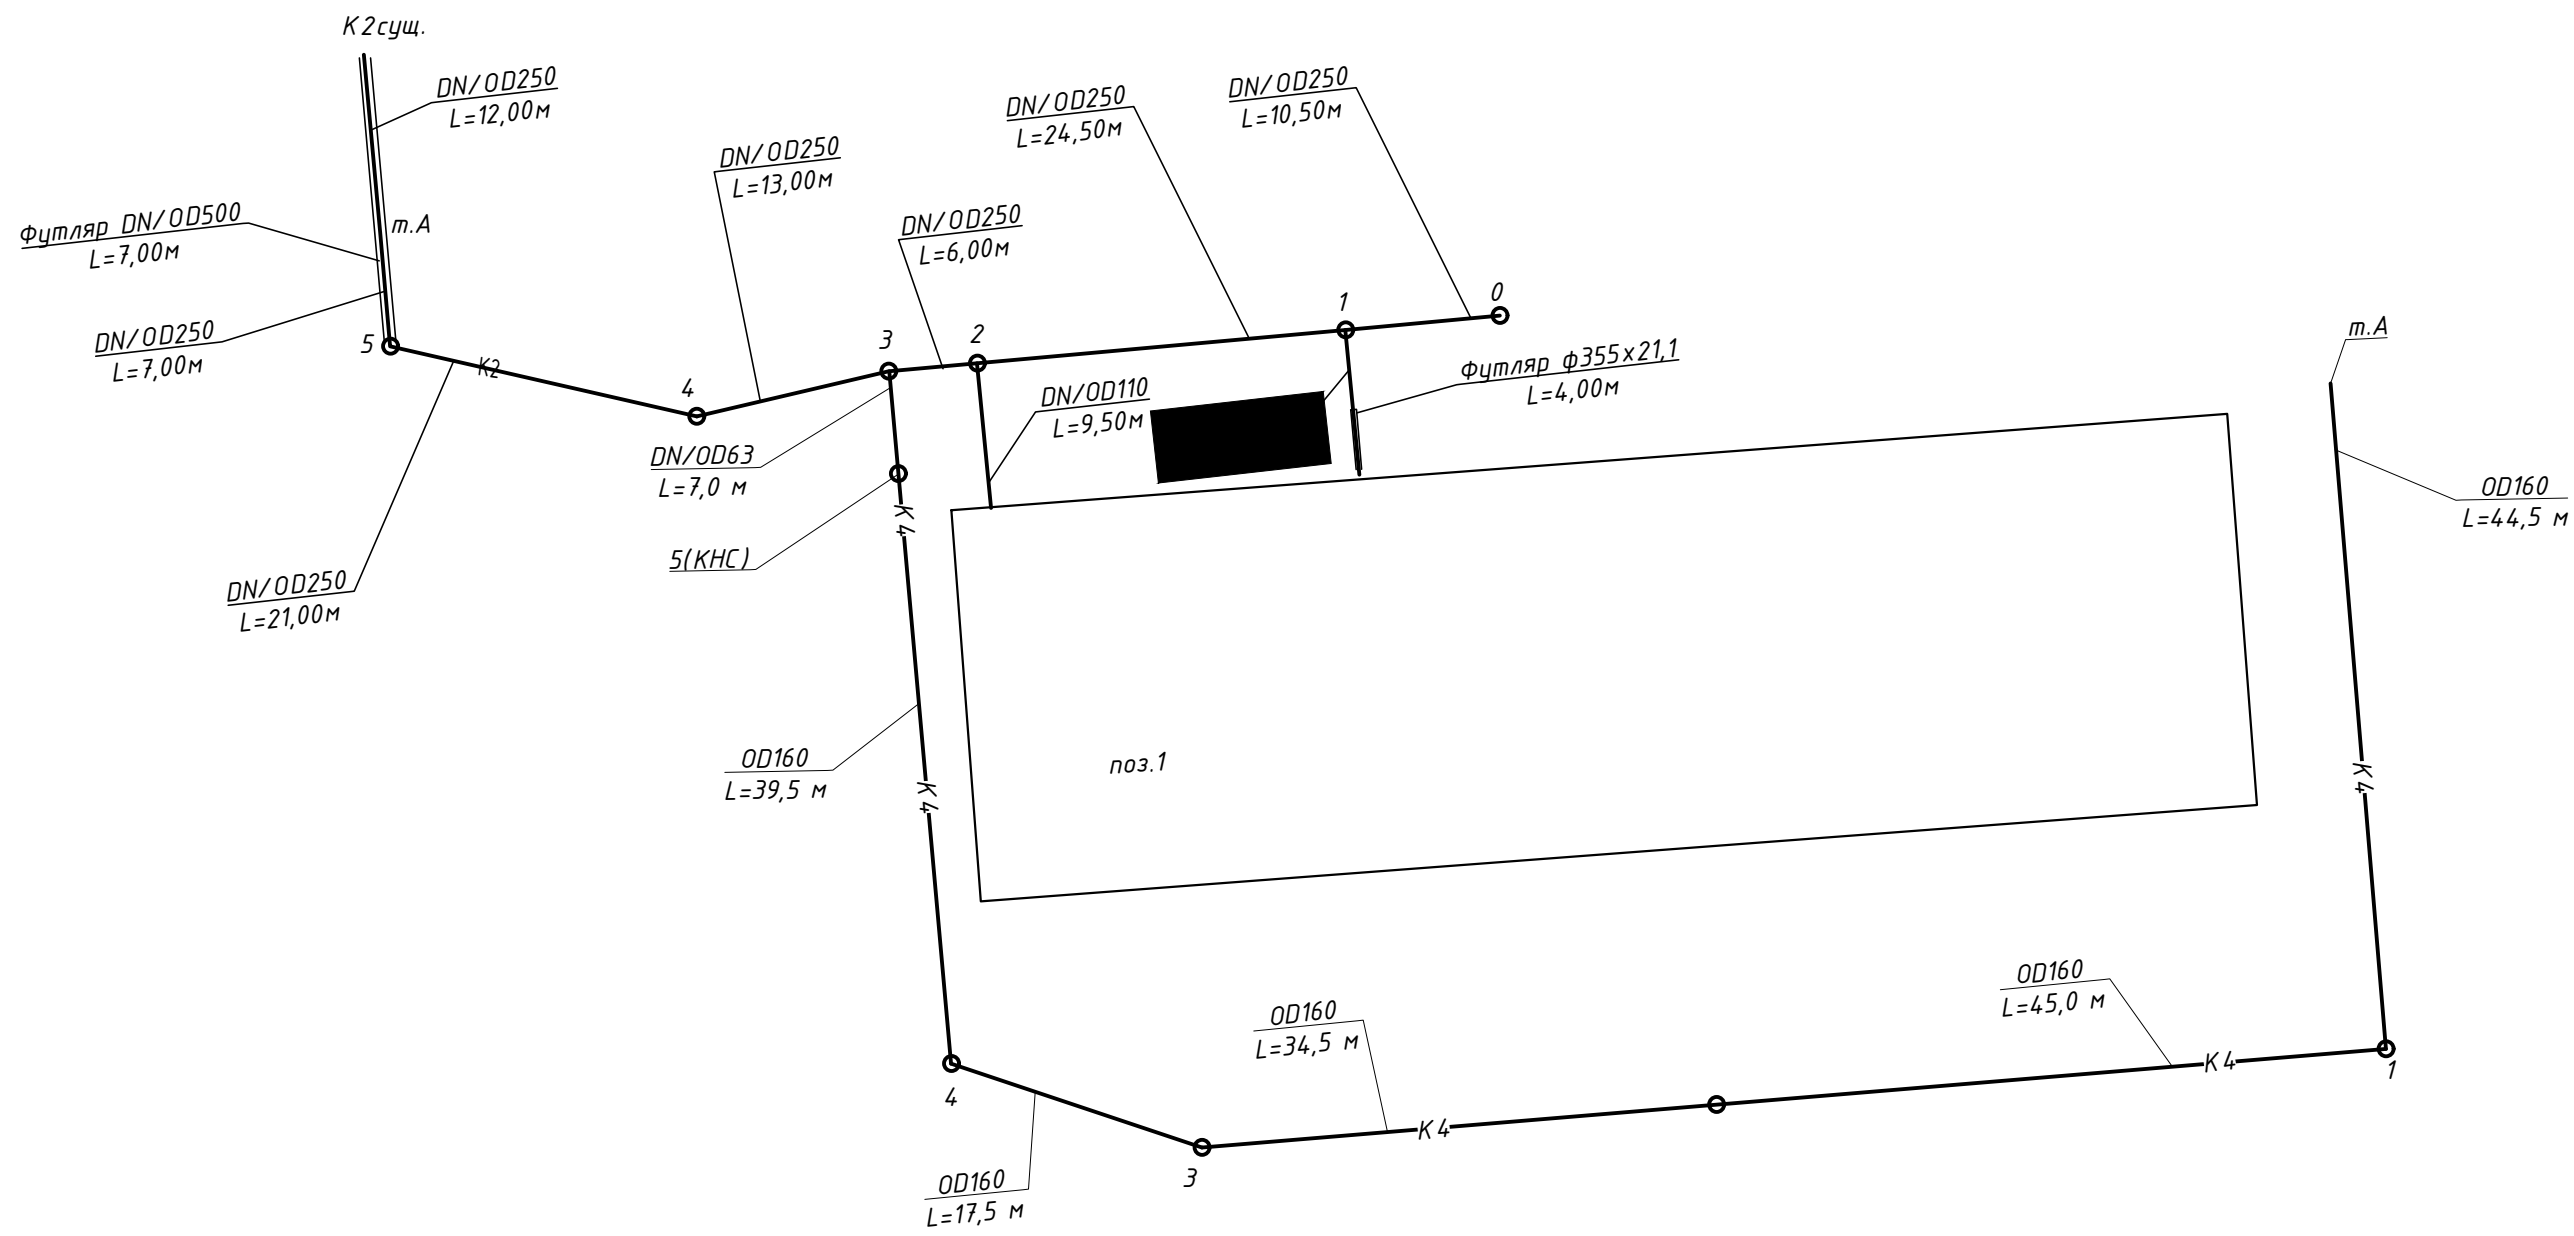 К2сущ.
DN/OD250
L=12,00м
DN/OD250
L=13,00м
DN/OD250
L=24,50м
DN/OD250
L=10,50м
Футляр DN/OD500
L=7,00м
т.А
DN/OD250
L=6,00м
DN/OD250
L=7,00м
5
К2
4
3
2
1
0
т.А
Футляр ф355х21,1
L=4,00м
DN/OD110
L=9,50м
DN/OD63
L=7,0 м
К4
5(КНС)
OD160
L=44,5 м
DN/OD250
L=21,00м
OD160
L=39,5 м
К4
поз.1
К4
OD160
L=34,5 м
OD160
L=45,0 м
К4
К4
1
4
3
OD160
L=17,5 м